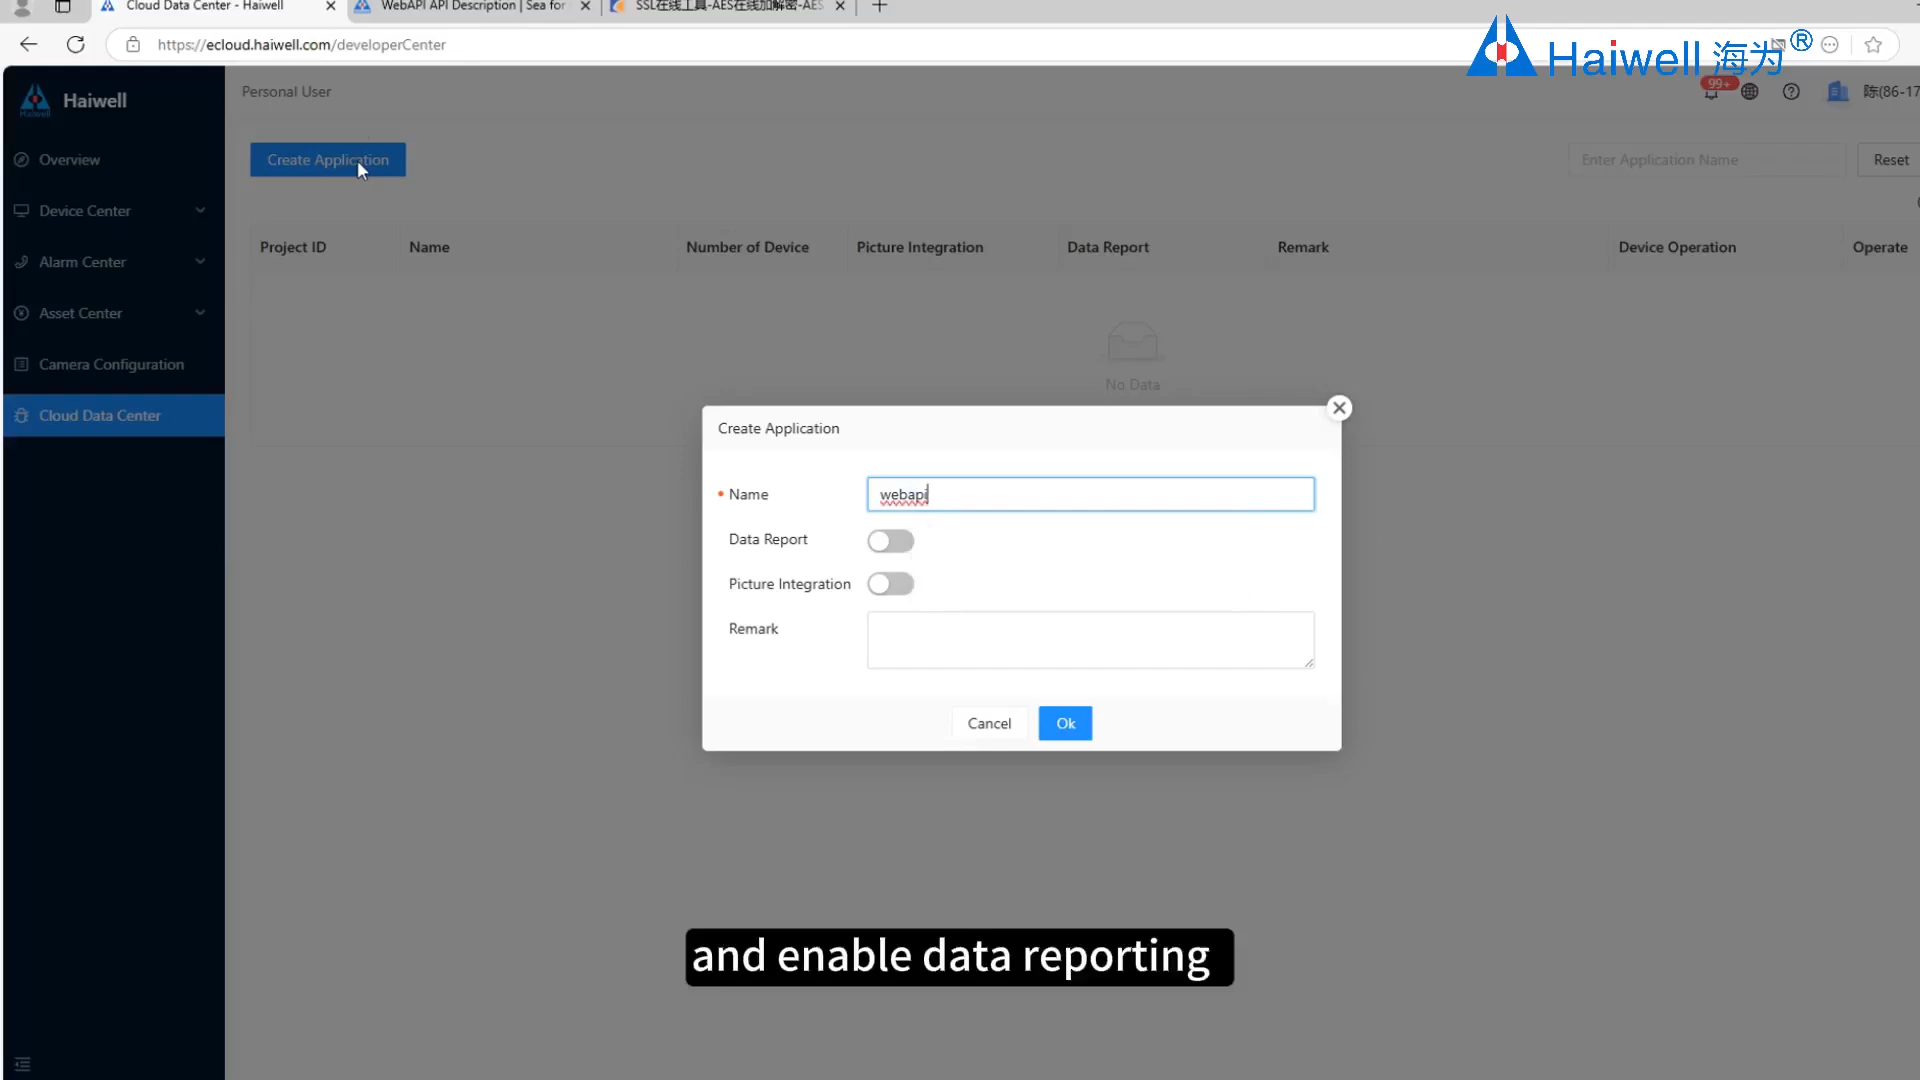 Cloud Data Center - Haiwell
WebAPI API Description | Sea for
SSL在线工具-AES在线加解密-AES
https://ecloud.haiwell.com/developerCenter
Haiwell 海为®
Haiwell
Haiwell
Personal User
99+
陈(86-17
Overview
Device Center
Alarm Center
Asset Center
Camera Configuration
Cloud Data Center
Create Application
Enter Application Name
Reset
Project ID
Name
Number of Device
Picture Integration
Data Report
Remark
Device Operation
Operate
No Data
Create Application
* Name
webapi
Data Report
Picture Integration
Remark
Cancel
Ok
and enable data reporting